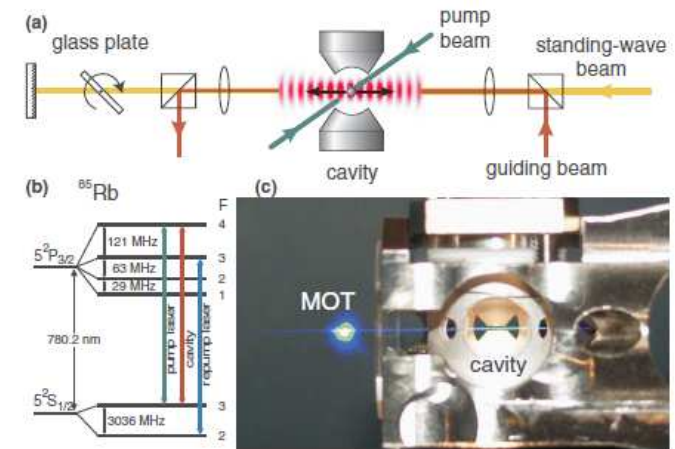 (a)
glass plate
pump
beam
standing-wave
beam
cavity
guiding beam
(b)
⁸⁵Rb
F
4
121 MHz
5²P₃/₂
3
63 MHz
2
29 MHz
1
780.2 nm
pump laser
cavity
repump laser
5²S₁/₂
3
3036 MHz
2
(c)
MOT
cavity